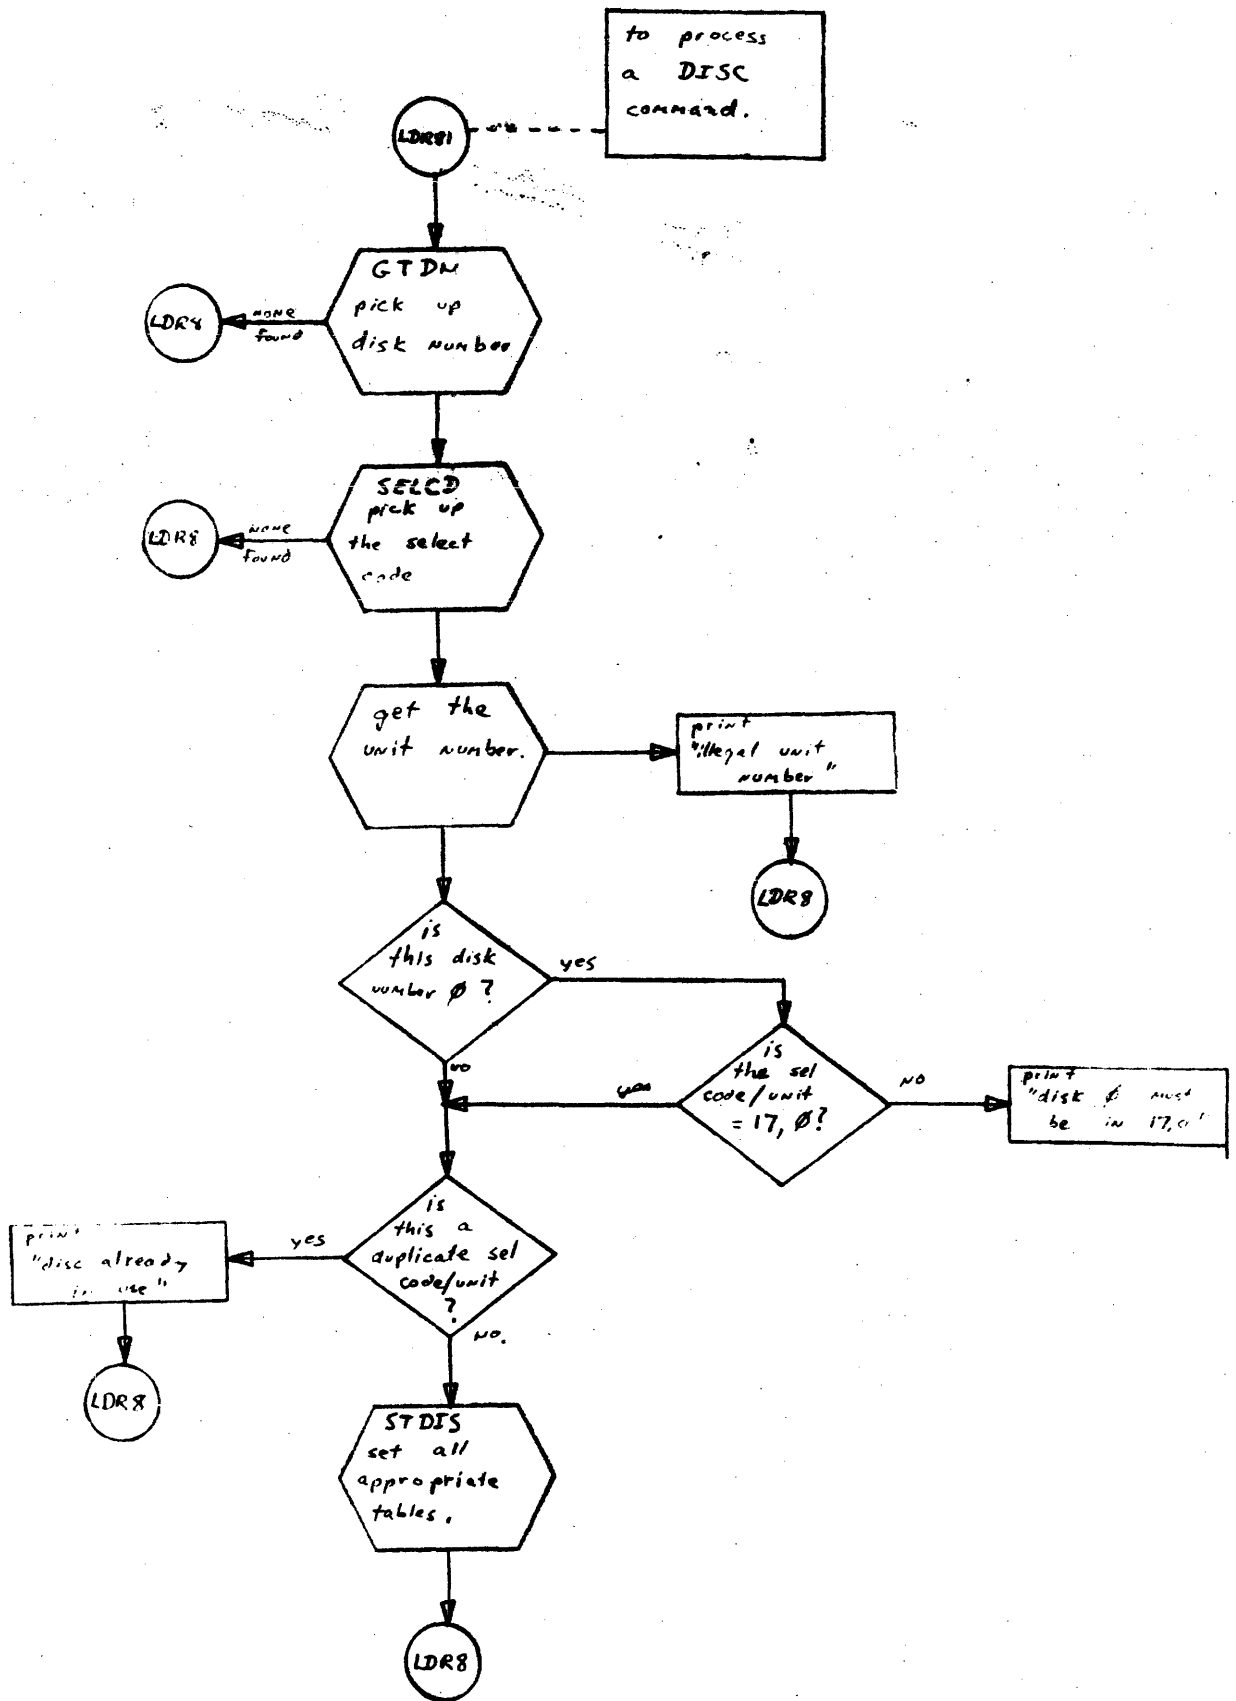 to process
a DISC
command.
LDR81
GTDN
pick up
disk number
none
found
LDR8
SELCD
pick up
the select
code
none
found
LDR8
get the
unit number.
print
"illegal unit
number"
LDR8
is
this disk
number Ø ?
yes
no
is
the sel
code/unit
= 17, Ø?
yes
NO
print
"disk Ø must
be in 17,
is
this a
duplicate sel
code/unit
?
yes
NO.
print
"disc already
in use"
LDR8
STDIS
set all
appropriate
tables.
LDR8